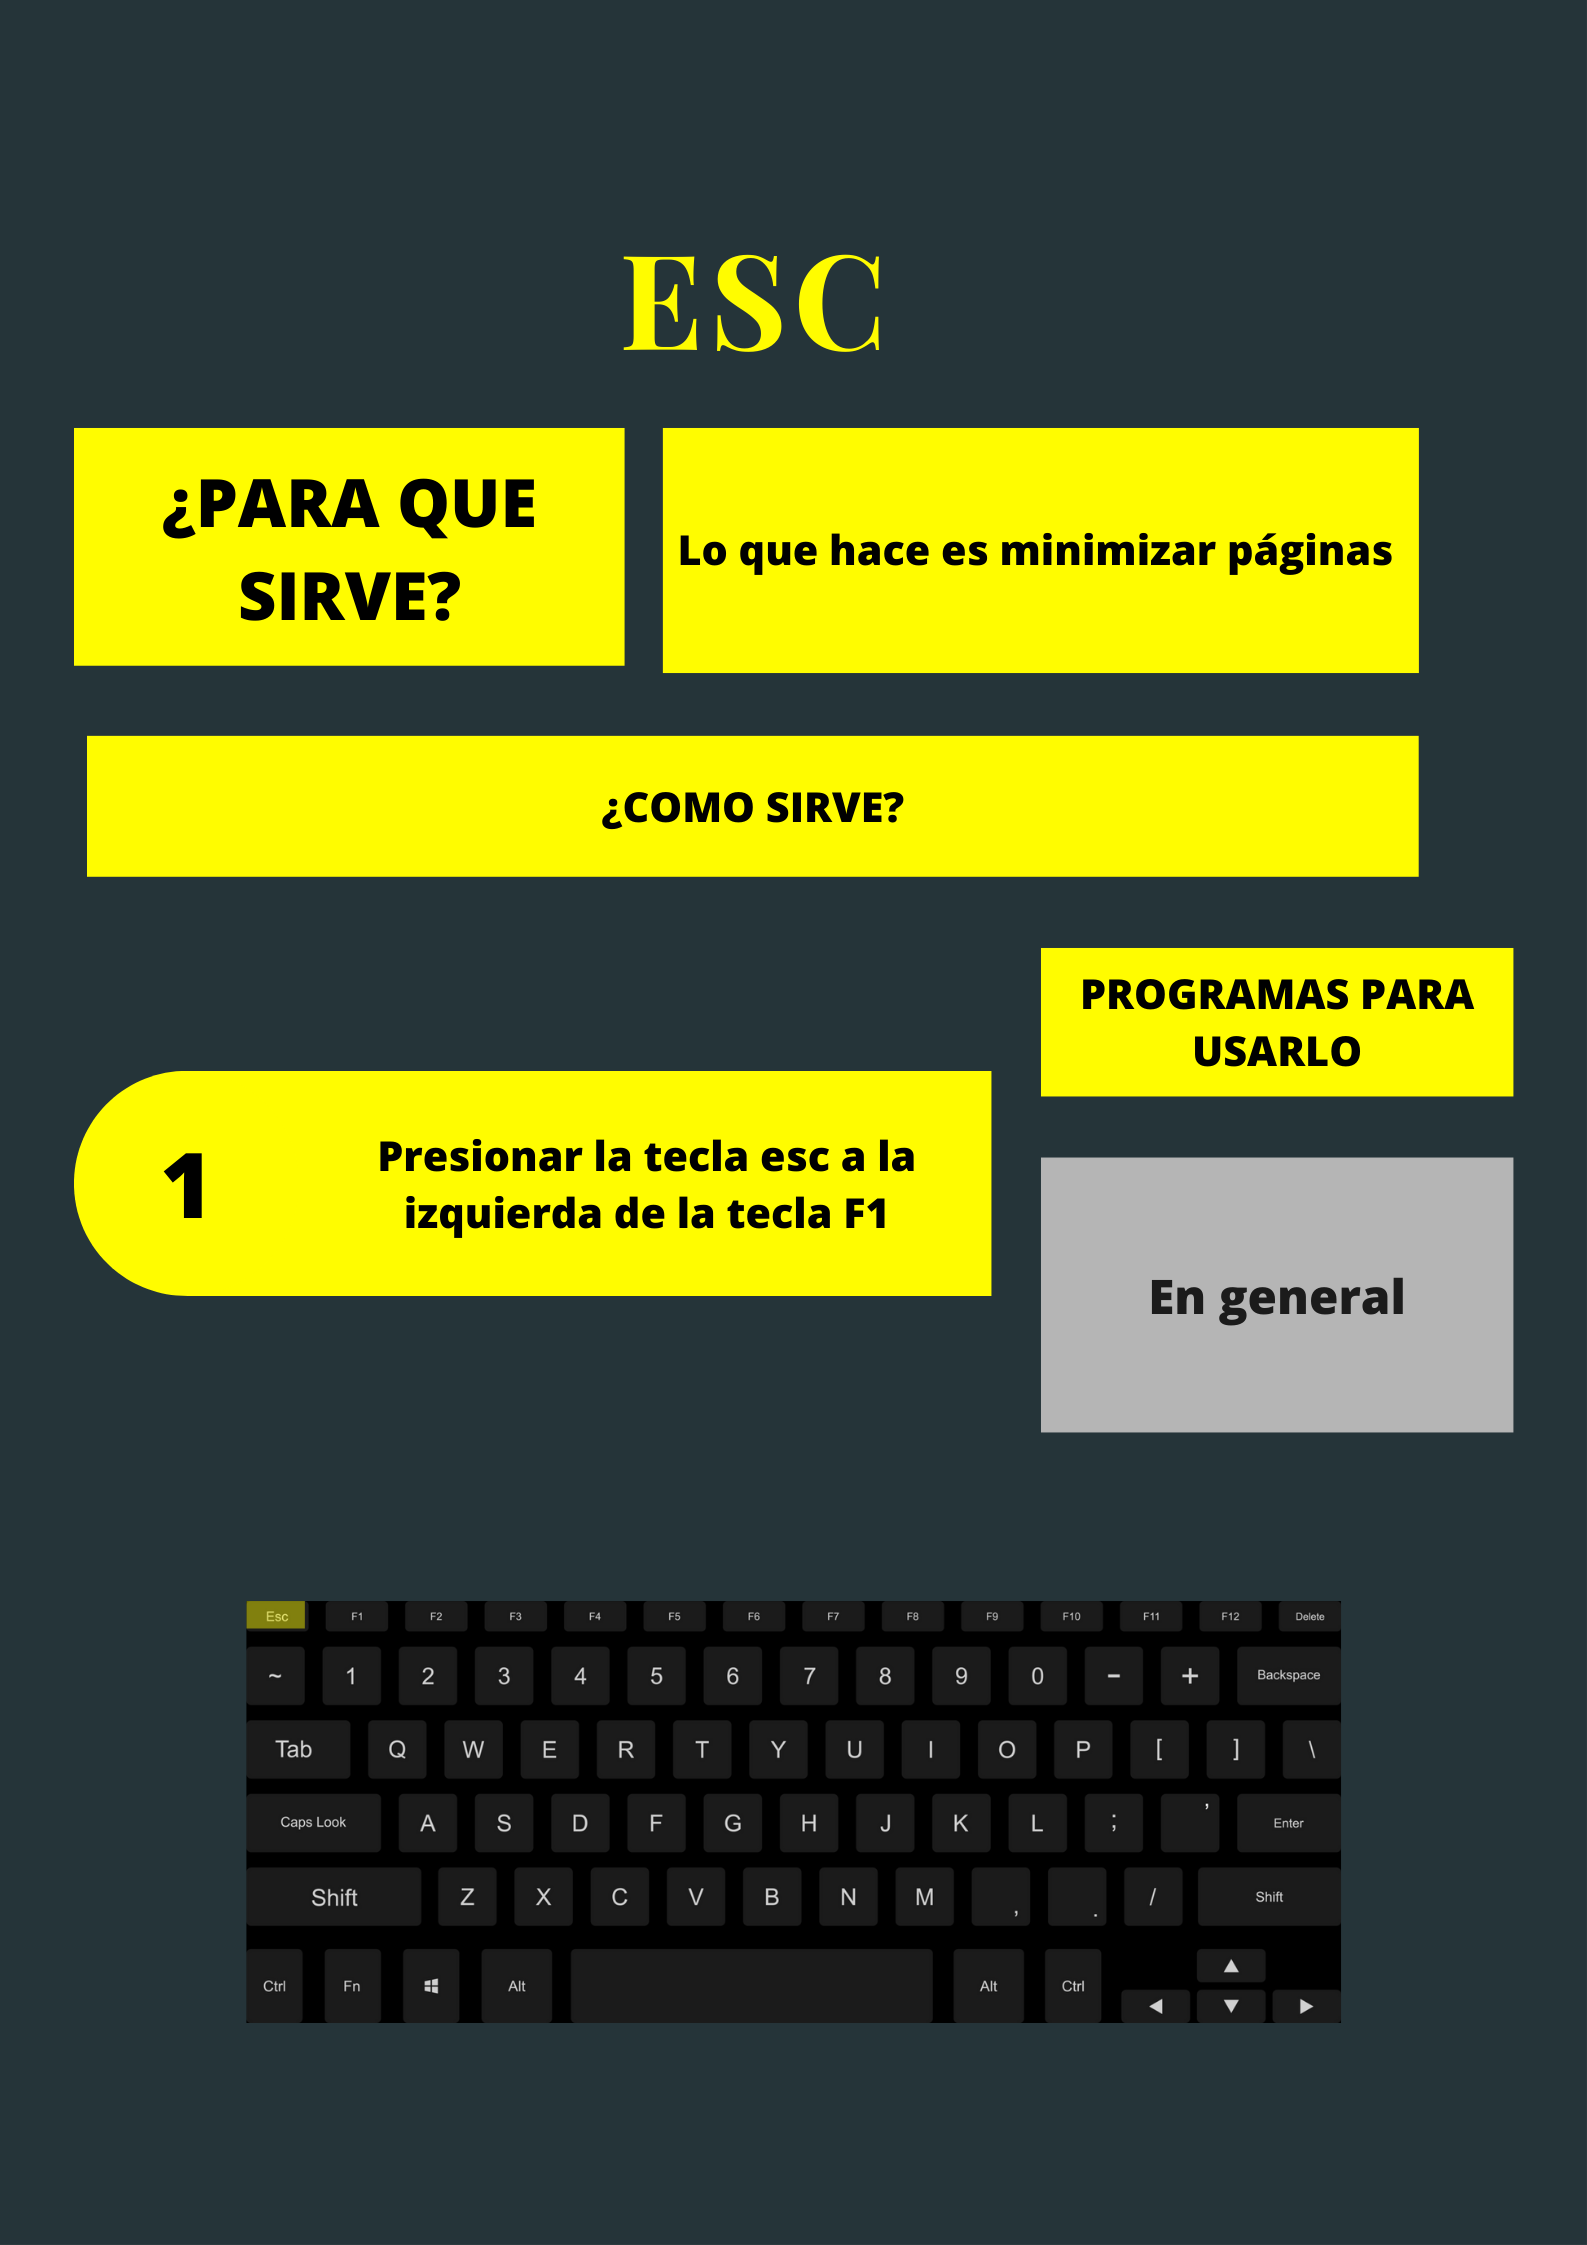 ESC
¿PARA QUE
SIRVE?
Lo que hace es minimizar páginas
¿COMO SIRVE?
PROGRAMAS PARA
USARLO
1
Presionar la tecla esc a la
izquierda de la tecla F1
En general
Esc F1 F2 F3 F4 F5 F6 F7 F8 F9 F10 F11 F12 Delete
~ 1 2 3 4 5 6 7 8 9 0 - + Backspace
Tab Q W E R T Y U I O P [ ] \
Caps Look A S D F G H J K L ; ' Enter
Shift Z X C V B N M , . / Shift
Ctrl Fn Alt Alt Ctrl